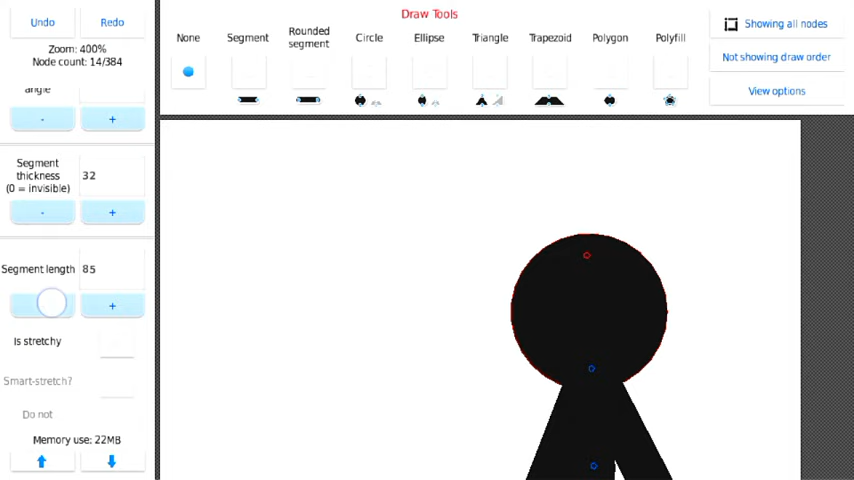 Undo
Redo
Zoom: 400%
Node count: 14/384
angle
-
+
Segment
thickness
(0 = invisible)
32
-
+
Segment length
85
+
Is stretchy
Smart-stretch?
Do not
Memory use: 22MB
Draw Tools
None
Segment
Rounded
segment
Circle
Ellipse
Triangle
Trapezoid
Polygon
Polyfill
Showing all nodes
Not showing draw order
View options